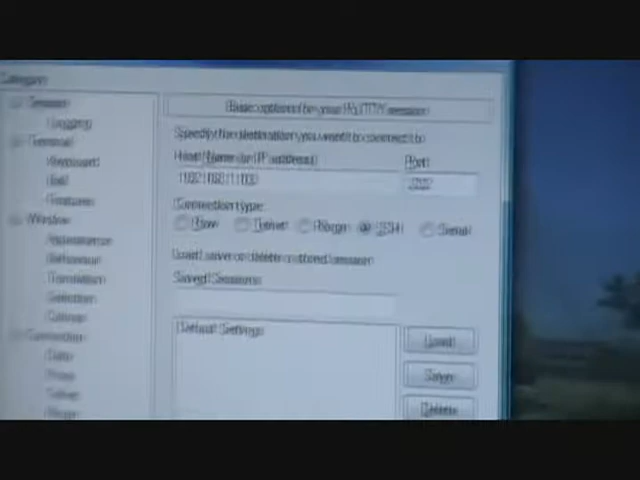 Category:
Session
Logging
Terminal
Keyboard
Bell
Features
Window
Appearance
Behaviour
Translation
Selection
Colours
Connection
Data
Proxy
Telnet
Rlogin
Basic options for your PuTTY session
Specify the destination you want to connect to
Host Name (or IP address)
Port
Connection type:
Raw
Telnet
Rlogin
SSH
Serial
Load, save or delete a stored session
Saved Sessions
Default Settings
Load
Save
Delete